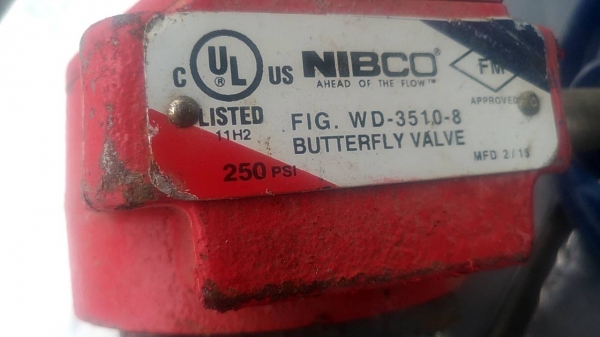 C UL US NIBCO®
AHEAD OF THE FLOW™
FM
APPROVED
LISTED
11H2
FIG. WD-3510-8
BUTTERFLY VALVE
250 PSI
MFD 2/15